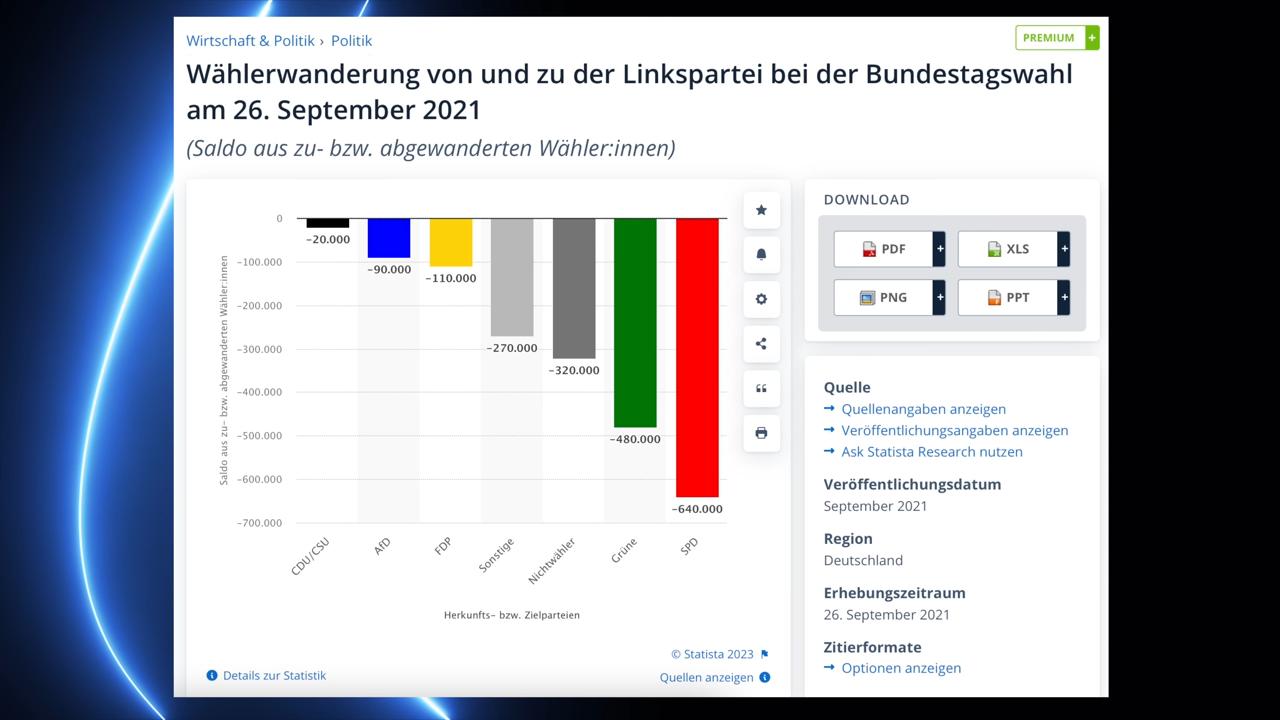 Wirtschaft & Politik › Politik
PREMIUM +
Wählerwanderung von und zu der Linkspartei bei der Bundestagswahl
am 26. September 2021
(Saldo aus zu- bzw. abgewanderten Wähler:innen)
Saldo aus zu- bzw. abgewanderten Wähler:innen
0
-100.000
-200.000
-300.000
-400.000
-500.000
-600.000
-700.000
-20.000
-90.000
-110.000
-270.000
-320.000
-480.000
-640.000
CDU/CSU
AfD
FDP
Sonstige
Nichtwähler
Grüne
SPD
Herkunfts- bzw. Zielparteien
© Statista 2023
Details zur Statistik
Quellen anzeigen
DOWNLOAD
PDF + XLS +
PNG + PPT +
Quelle
→ Quellenangaben anzeigen
→ Veröffentlichungsangaben anzeigen
→ Ask Statista Research nutzen
Veröffentlichungsdatum
September 2021
Region
Deutschland
Erhebungszeitraum
26. September 2021
Zitierformate
→ Optionen anzeigen